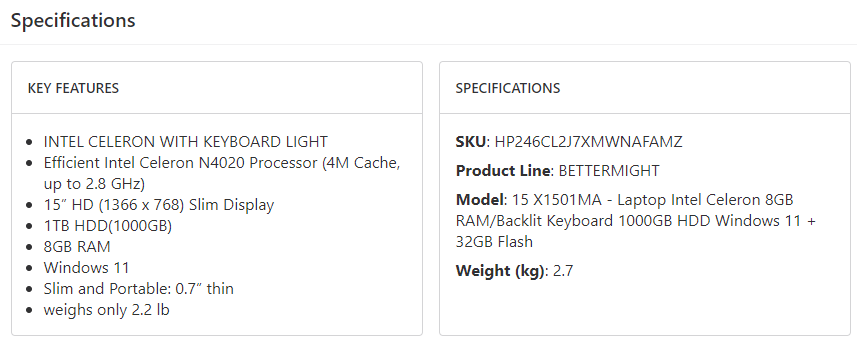 Specifications
KEY FEATURES
INTEL CELERON WITH KEYBOARD LIGHT
Efficient Intel Celeron N4020 Processor (4M Cache,
up to 2.8 GHz)
15″ HD (1366 x 768) Slim Display
1TB HDD(1000GB)
8GB RAM
Windows 11
Slim and Portable: 0.7″ thin
weighs only 2.2 lb
SPECIFICATIONS
SKU: HP246CL2J7XMWNAFAMZ
Product Line: BETTERMIGHT
Model: 15 X1501MA - Laptop Intel Celeron 8GB
RAM/Backlit Keyboard 1000GB HDD Windows 11 +
32GB Flash
Weight (kg): 2.7